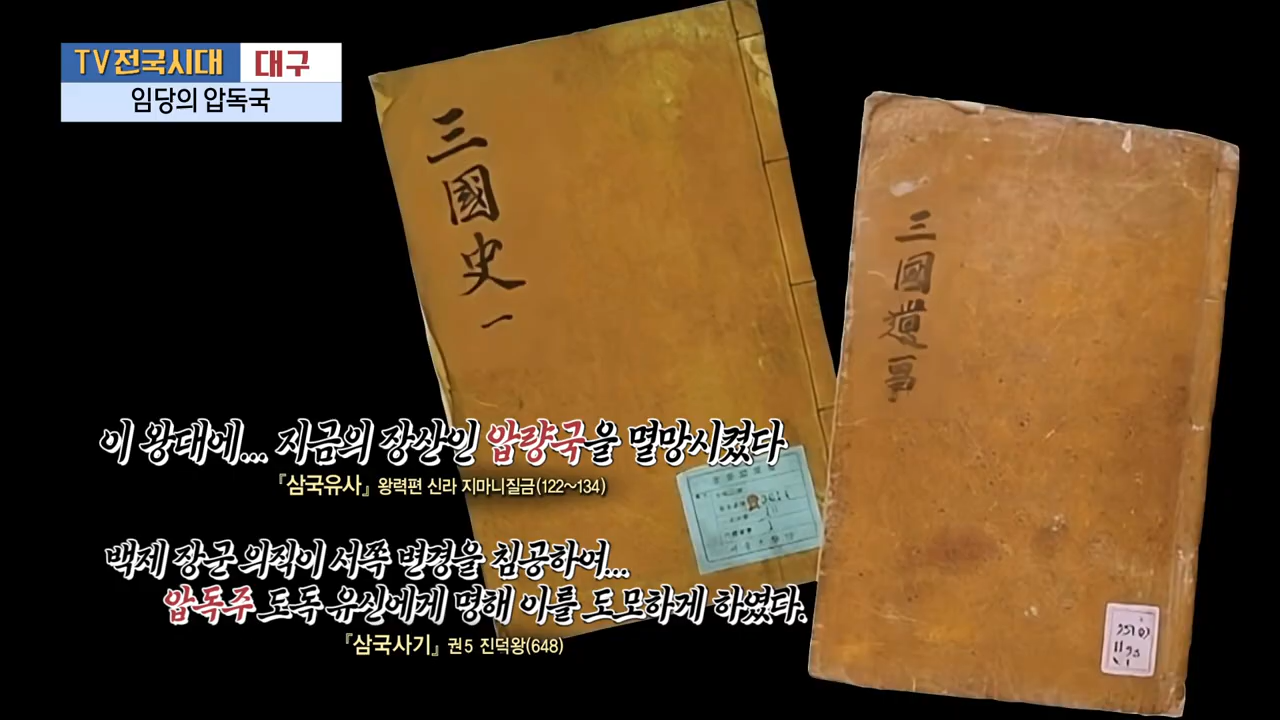 TV전국시대 대구
임당의 압독국
三
國
史
一
三
國
遺
事
이 왕대에... 지금의 장산인 압량국을 멸망시켰다
『삼국유사』 왕력편 신라 지마니질금(122~134)
백제 장군 의직이 서쪽 변경을 침공하여...
압독주 도독 유신에게 명해 이를 도모하게 하였다.
『삼국사기』 권5 진덕왕(648)